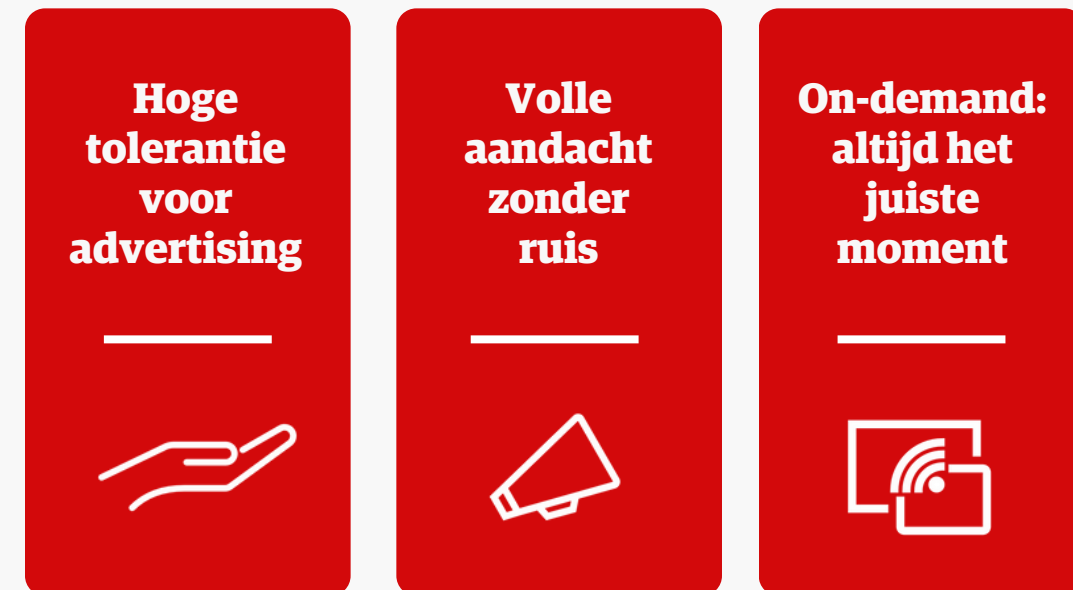 Hoge
tolerantie
voor
advertising
Volle
aandacht
zonder
ruis
On-demand:
altijd het
juiste
moment